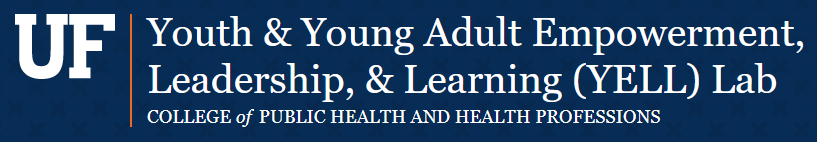 UF
Youth & Young Adult Empowerment,
Leadership, & Learning (YELL) Lab
COLLEGE of PUBLIC HEALTH AND HEALTH PROFESSIONS